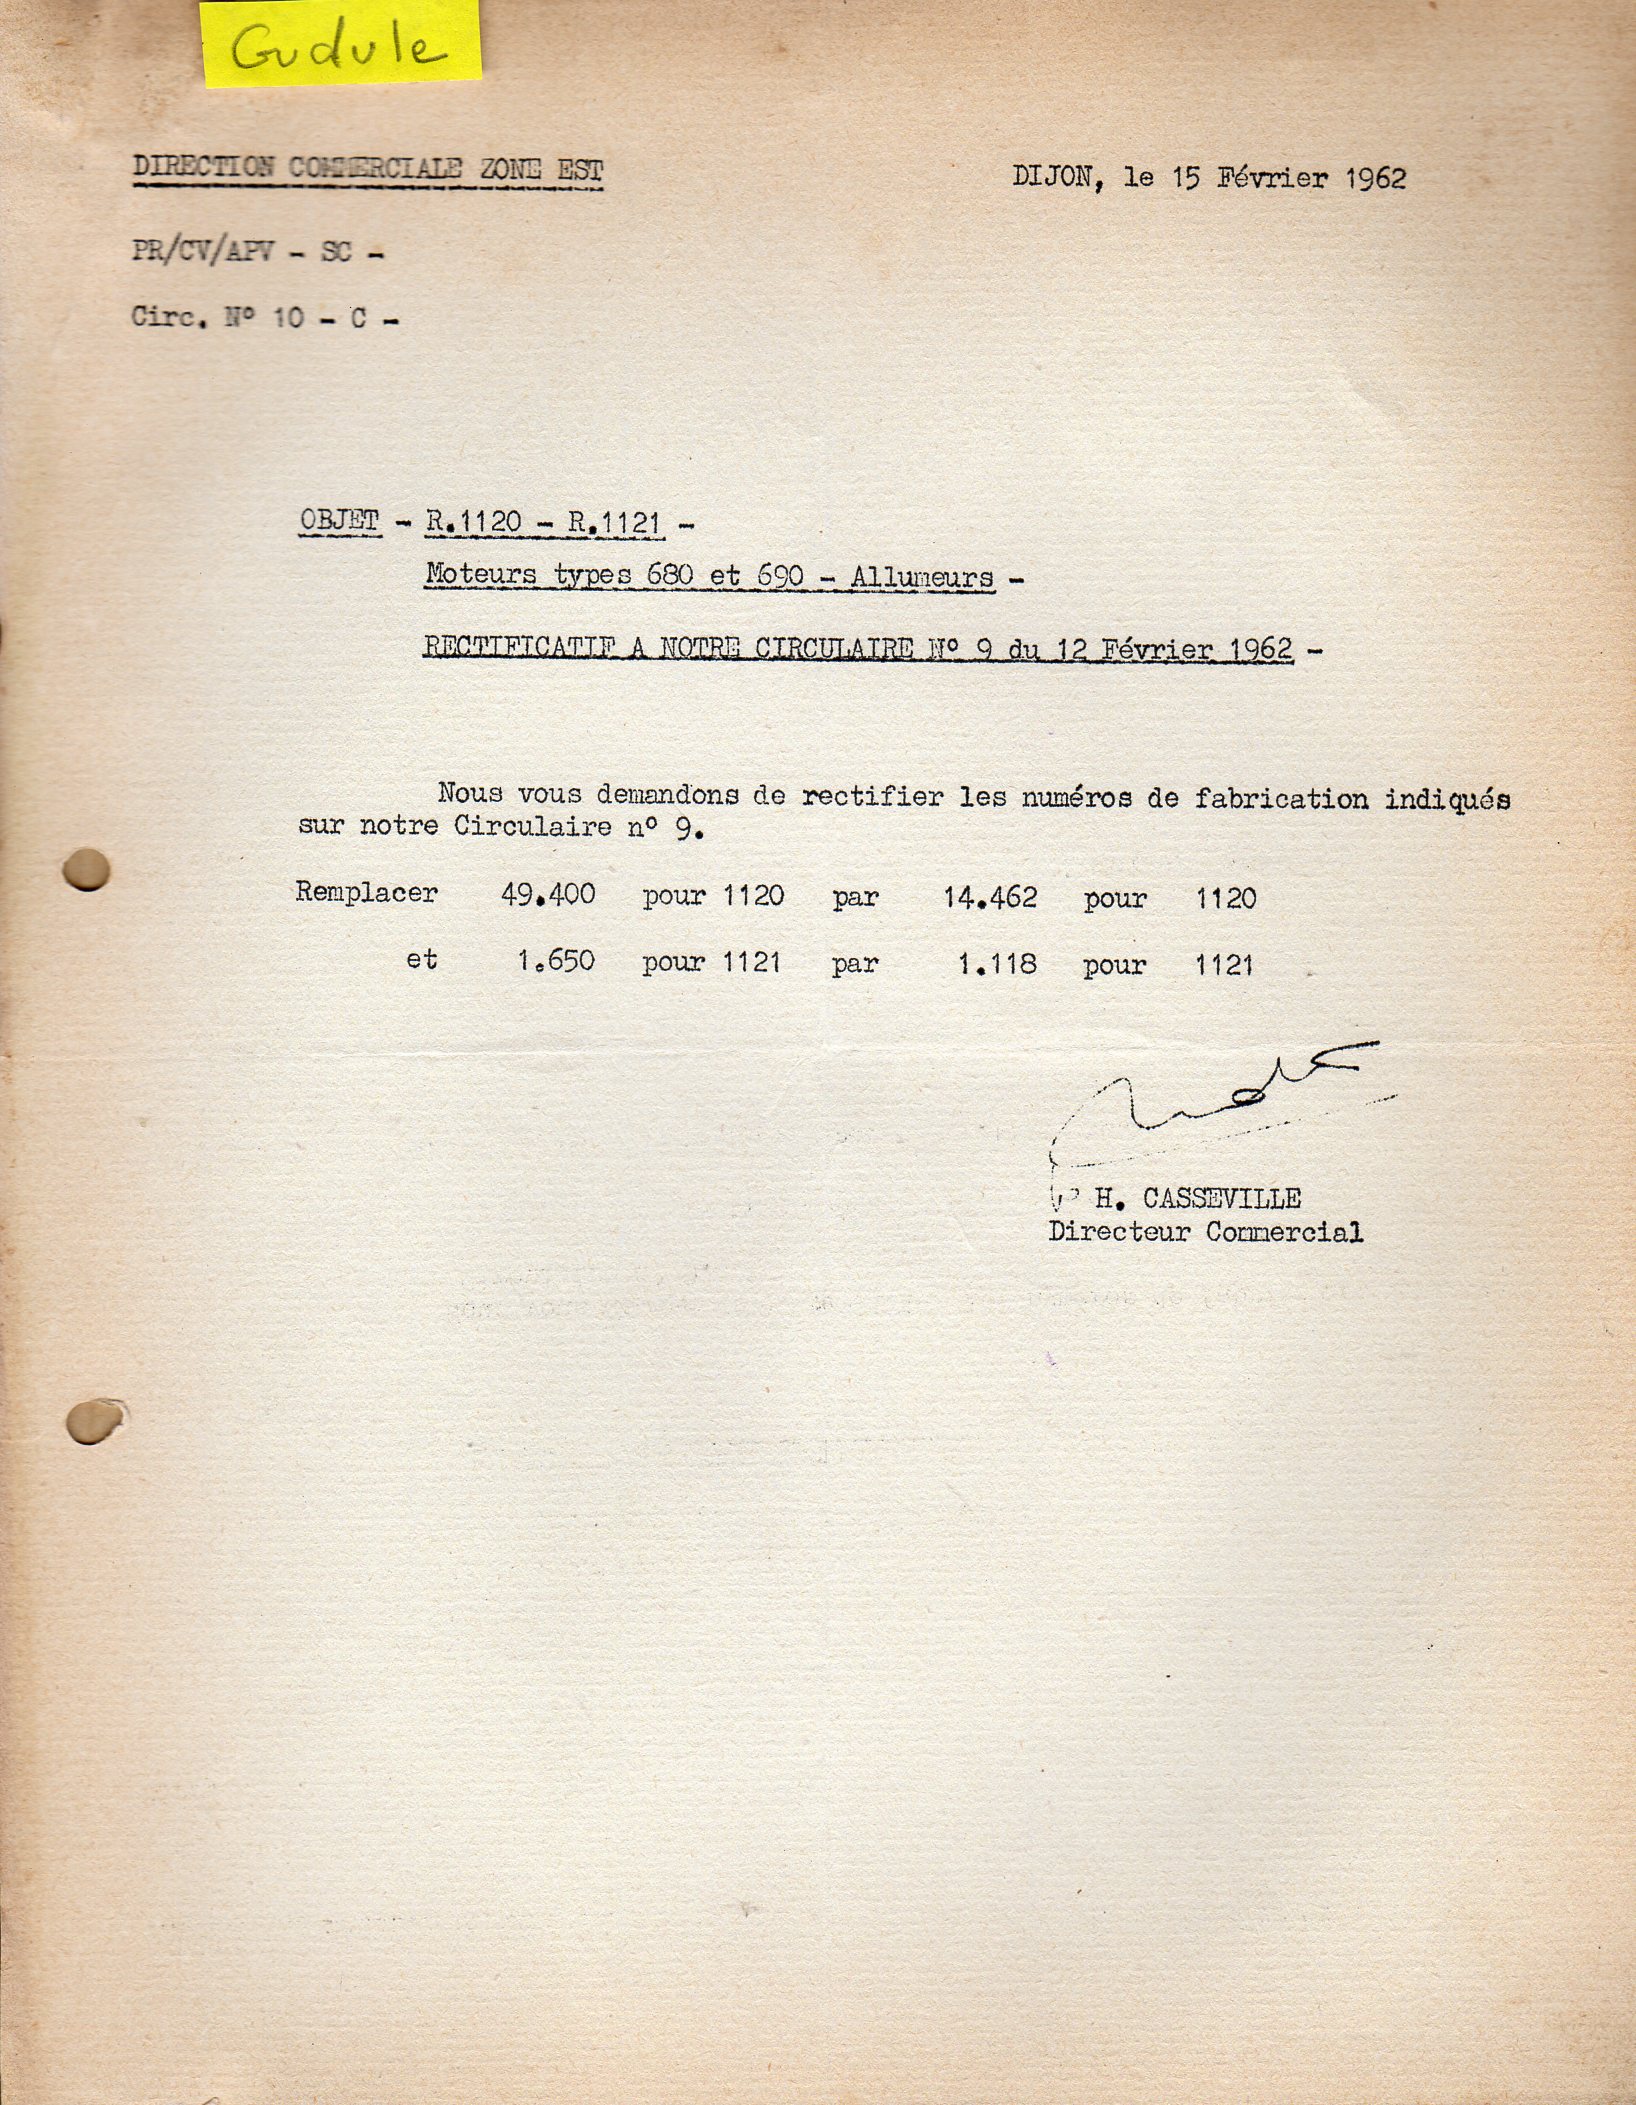 Gudule
DIRECTION COMMERCIALE ZONE EST
DIJON, le 15 Février 1962
PR/CV/APV - SC -
Circ. N° 10 - C -
OBJET - R.1120 - R.1121 -
Moteurs types 680 et 690 - Allumeurs -
RECTIFICATIF A NOTRE CIRCULAIRE N° 9 du 12 Février 1962 -
Nous vous demandons de rectifier les numéros de fabrication indiqués
sur notre Circulaire n° 9.
Remplacer 49.400 pour 1120 par 14.462 pour 1120
et 1.650 pour 1121 par 1.118 pour 1121
H. CASSEVILLE
Directeur Commercial